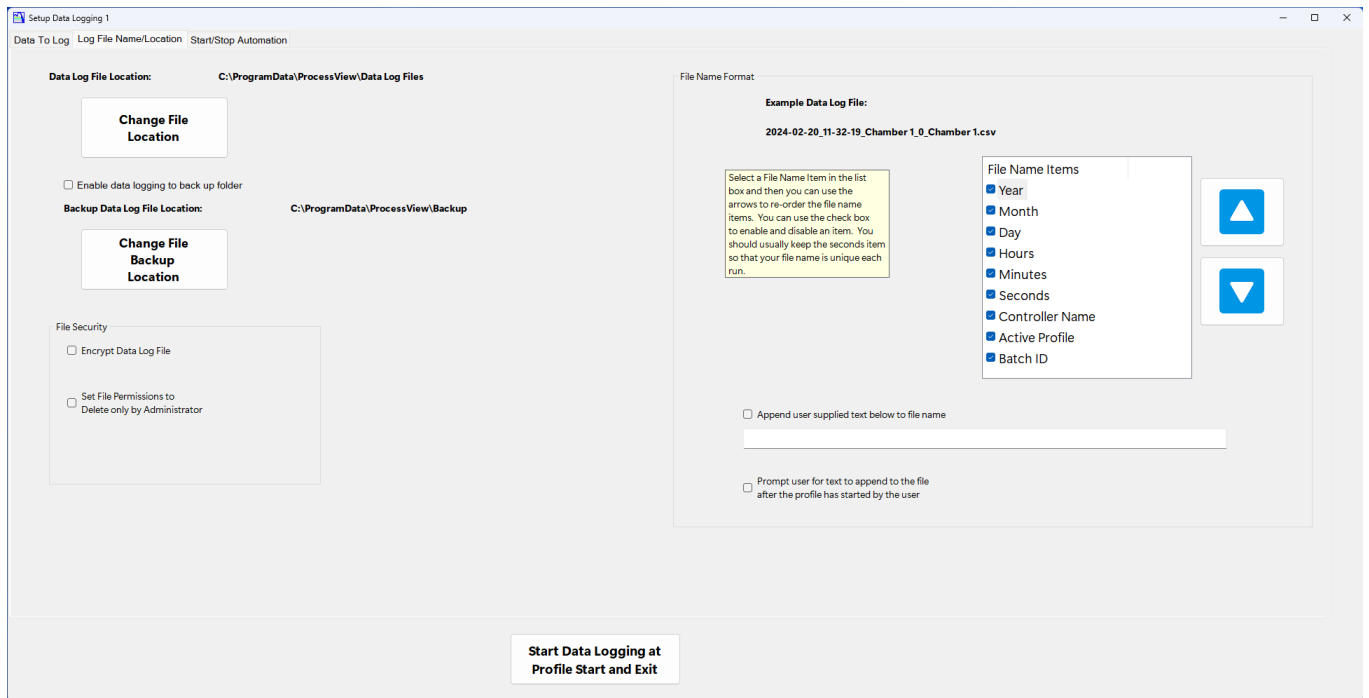 Setup Data Logging 1
Data To Log
Log File Name/Location
Start/Stop Automation
Data Log File Location:
C:\ProgramData\ProcessView\Data Log Files
Change File
Location
Enable data logging to back up folder
Backup Data Log File Location:
C:\ProgramData\ProcessView\Backup
Change File
Backup
Location
File Security
Encrypt Data Log File
Set File Permissions to
Delete only by Administrator
File Name Format
Example Data Log File:
2024-02-20_11-32-19_Chamber 1_0_Chamber 1.csv
Select a File Name Item in the list
box and then you can use the
arrows to re-order the file name
items. You can use the check box
to enable and disable an item. You
should usually keep the seconds item
so that your file name is unique each
run.
File Name Items
Year
Month
Day
Hours
Minutes
Seconds
Controller Name
Active Profile
Batch ID
Append user supplied text below to file name
Prompt user for text to append to the file
after the profile has started by the user
Start Data Logging at
Profile Start and Exit